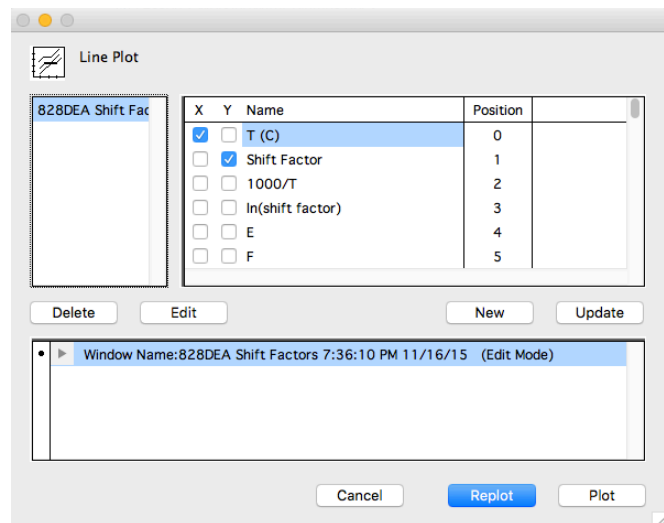 Line Plot
828DEA Shift Fac
X Y Name Position
T (C) 0
Shift Factor 1
1000/T 2
ln(shift factor) 3
E 4
F 5
Delete Edit New Update
Window Name:828DEA Shift Factors 7:36:10 PM 11/16/15 (Edit Mode)
Cancel Replot Plot